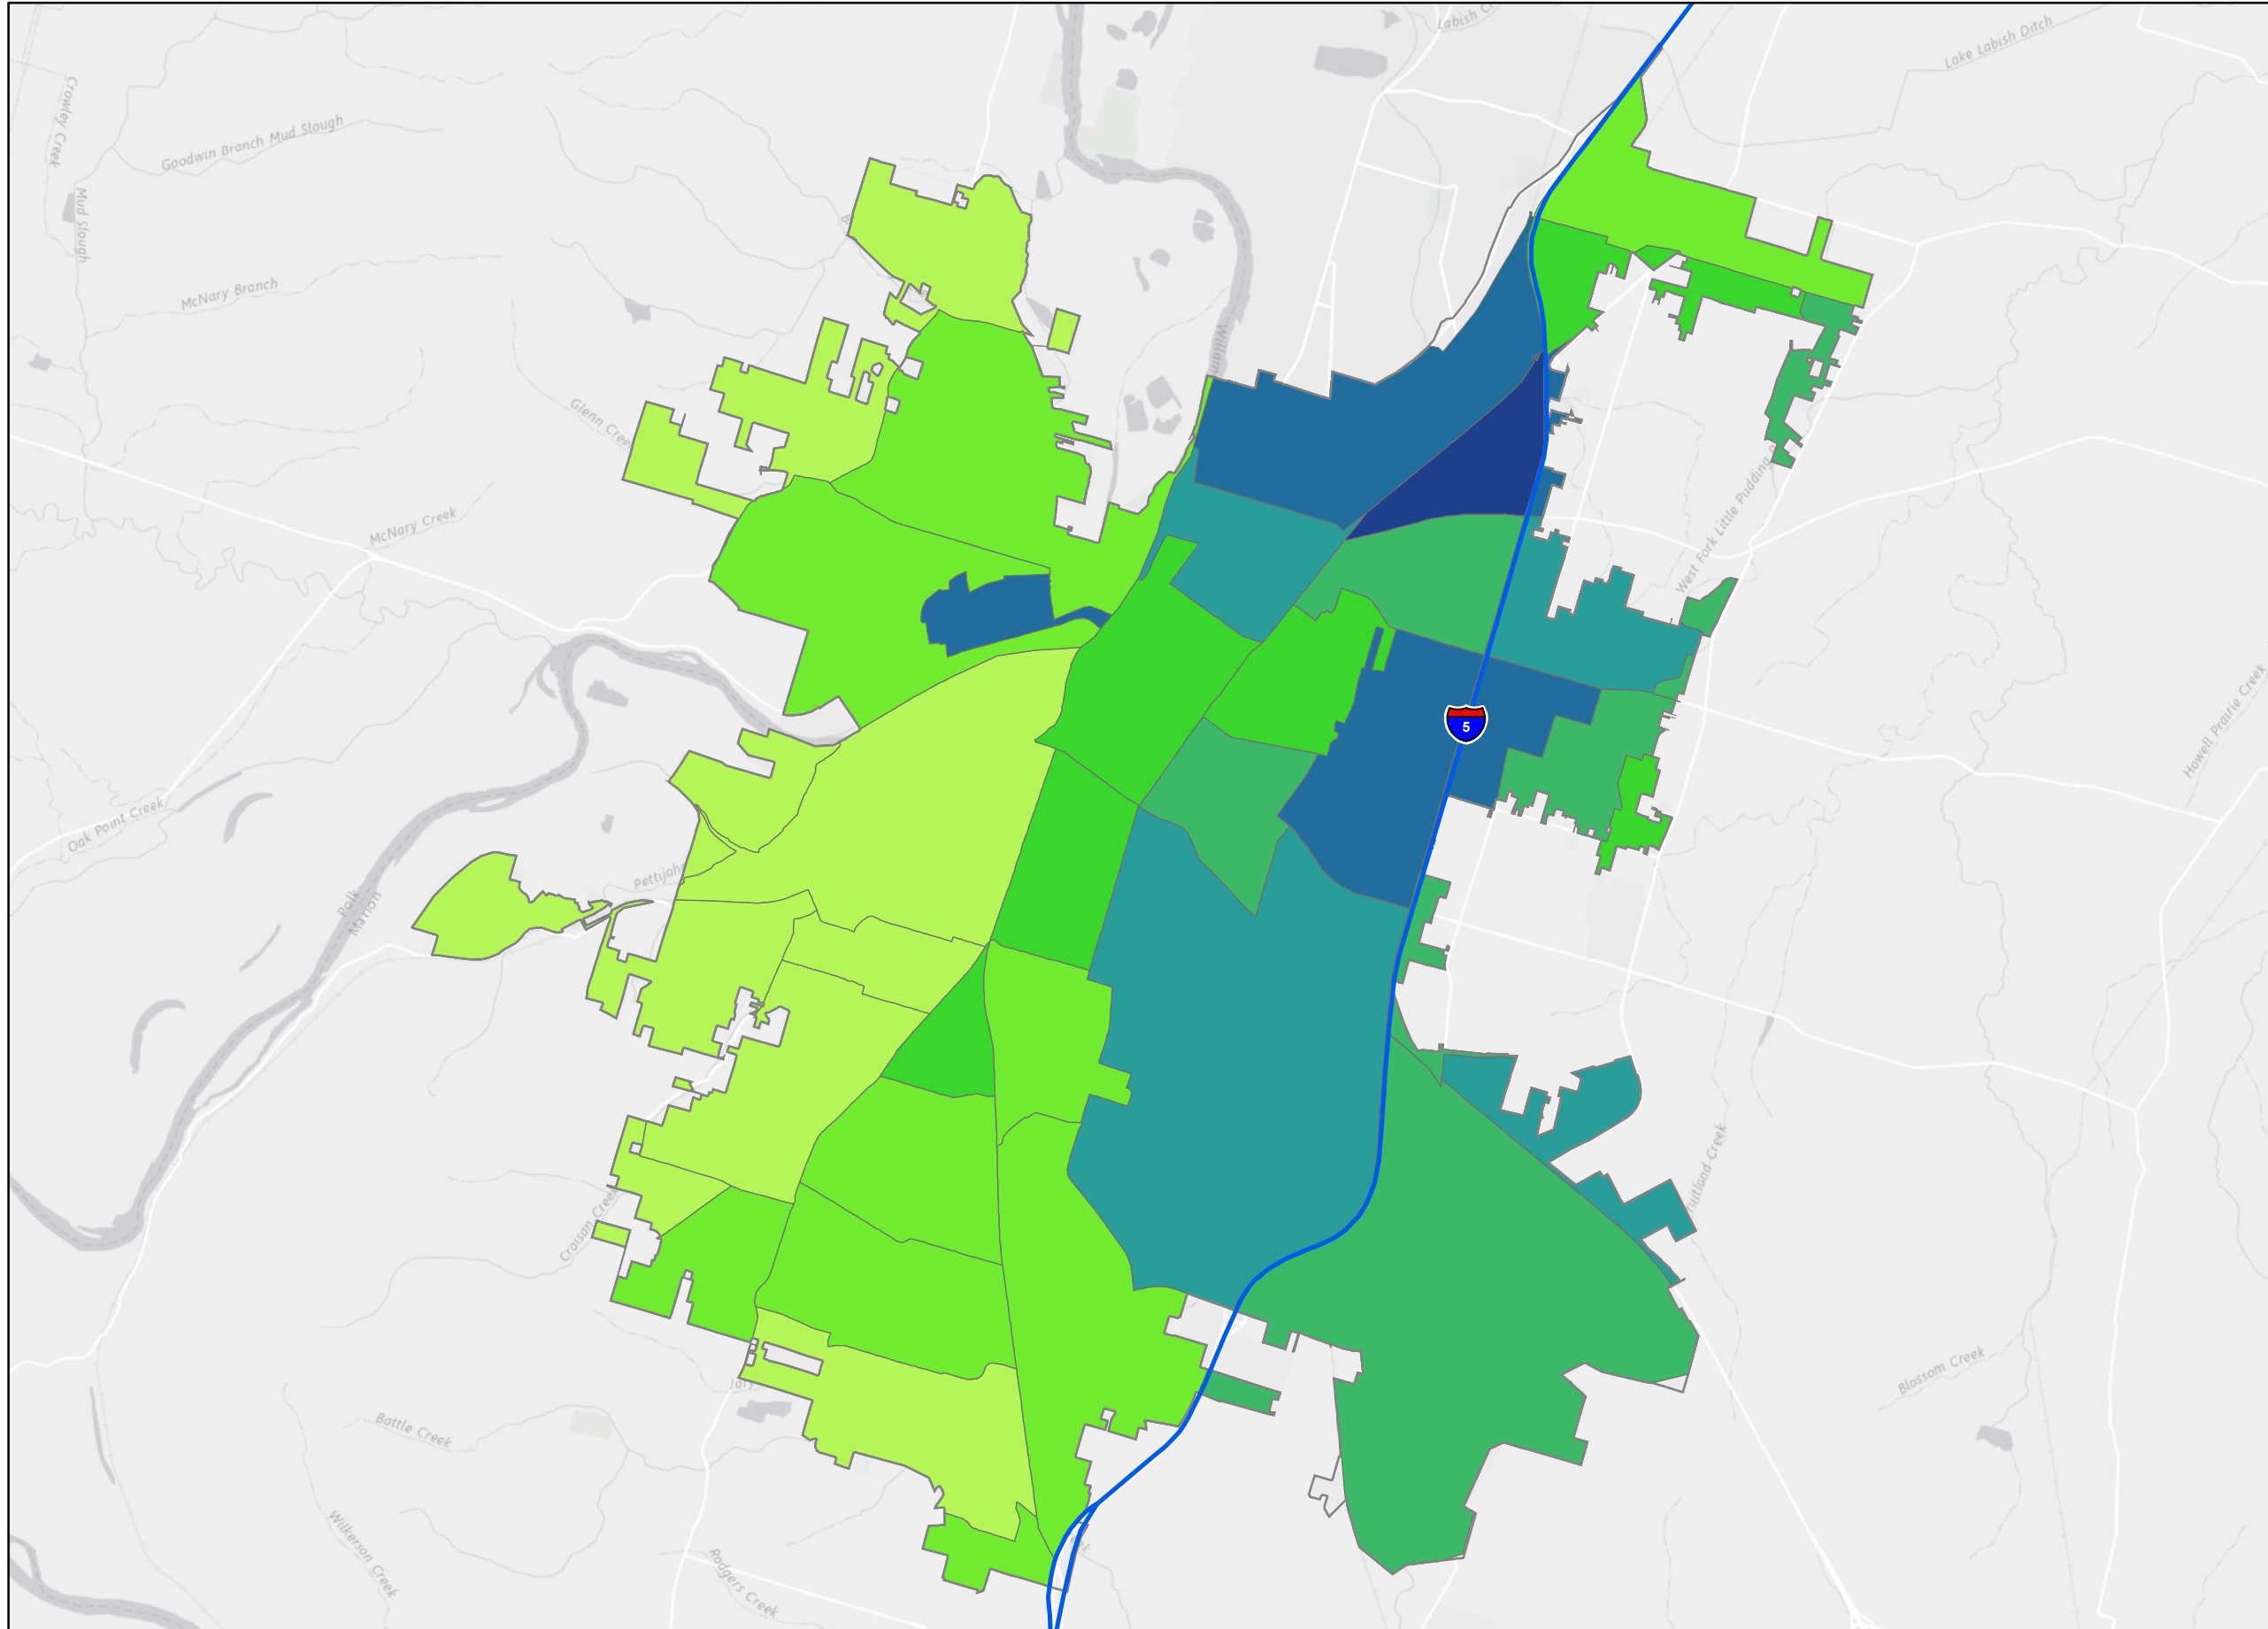 Labish C
Lake Labish Ditch
Crowley Creek
Goodwin Branch Mud Slough
Mud Slough
McNary Branch
Glenn Creek
McNary Creek
West Fork Little Pudding
Howell Prairie Creek
5
Oak Point Creek
Pettijohn
Polk
Marion
Croisan Creek
ruitland Creek
Blossom Creek
Battle Creek
Wilkerson Creek
Rodgers Creek